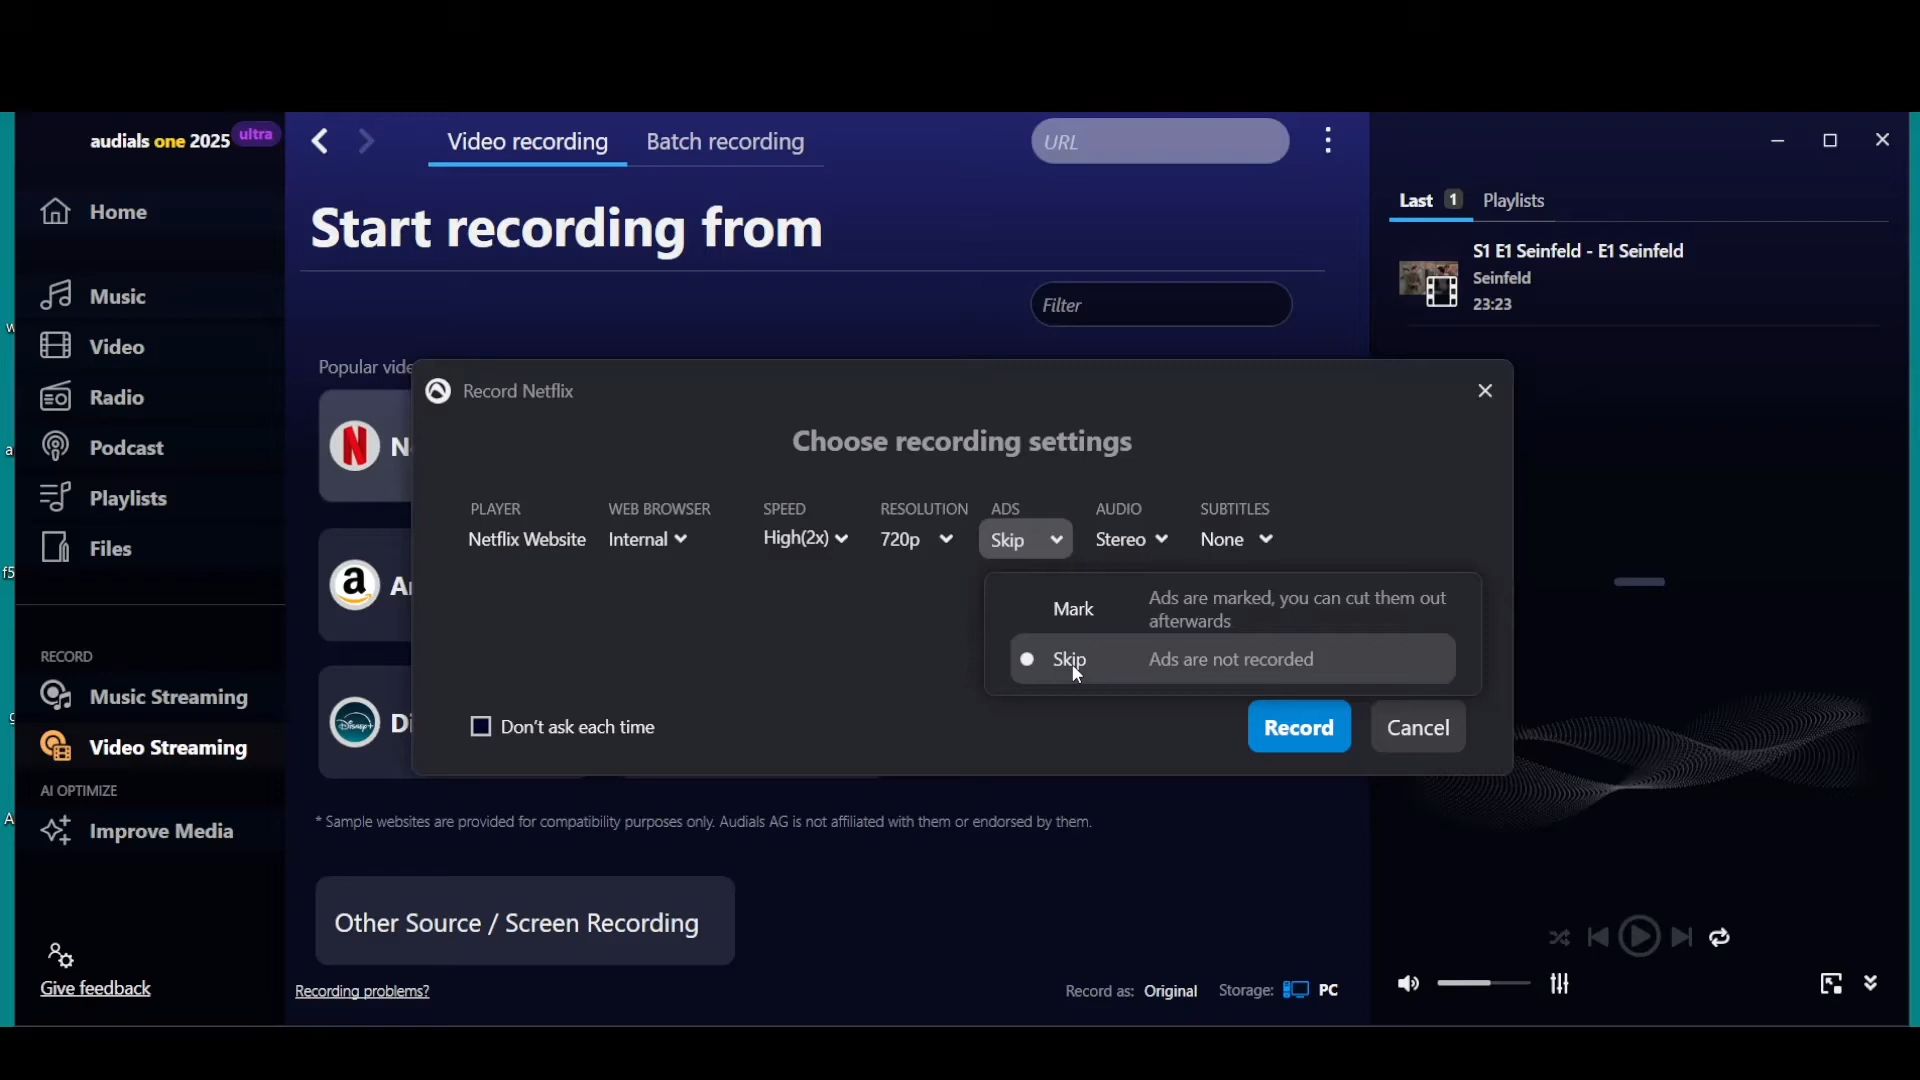 audials one 2025 ultra
Video recording
Batch recording
URL
Home
Music
Video
Radio
Podcast
Playlists
Files
RECORD
Music Streaming
Video Streaming
AI OPTIMIZE
Improve Media
Give feedback
Start recording from
Filter
Popular vide
N
A
Di
Record Netflix
Choose recording settings
PLAYER WEB BROWSER SPEED RESOLUTION ADS AUDIO SUBTITLES
Netflix Website Internal High(2x) 720p Skip Stereo None
Mark Ads are marked, you can cut them out
afterwards
Skip Ads are not recorded
Don't ask each time
Record
Cancel
* Sample websites are provided for compatibility purposes only. Audials AG is not affiliated with them or endorsed by them.
Other Source / Screen Recording
Recording problems?
Record as: Original Storage: PC
Last 1 Playlists
S1 E1 Seinfeld - E1 Seinfeld
Seinfeld
23:23